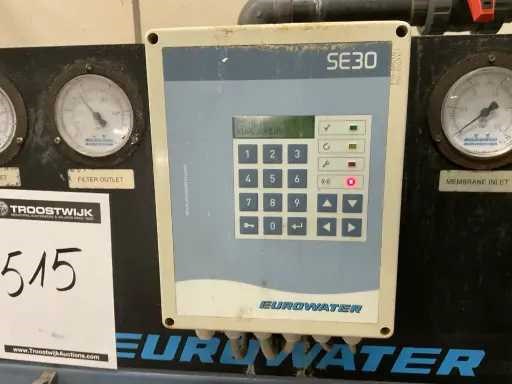 SE30
1 2 3
4 5 6
7 8 9
0
FILTER OUTLET
MEMBRANE INLET
TROOSTWIJK
515
www.TroostwijkAuctions.com
EUROWATER
EUROWATER